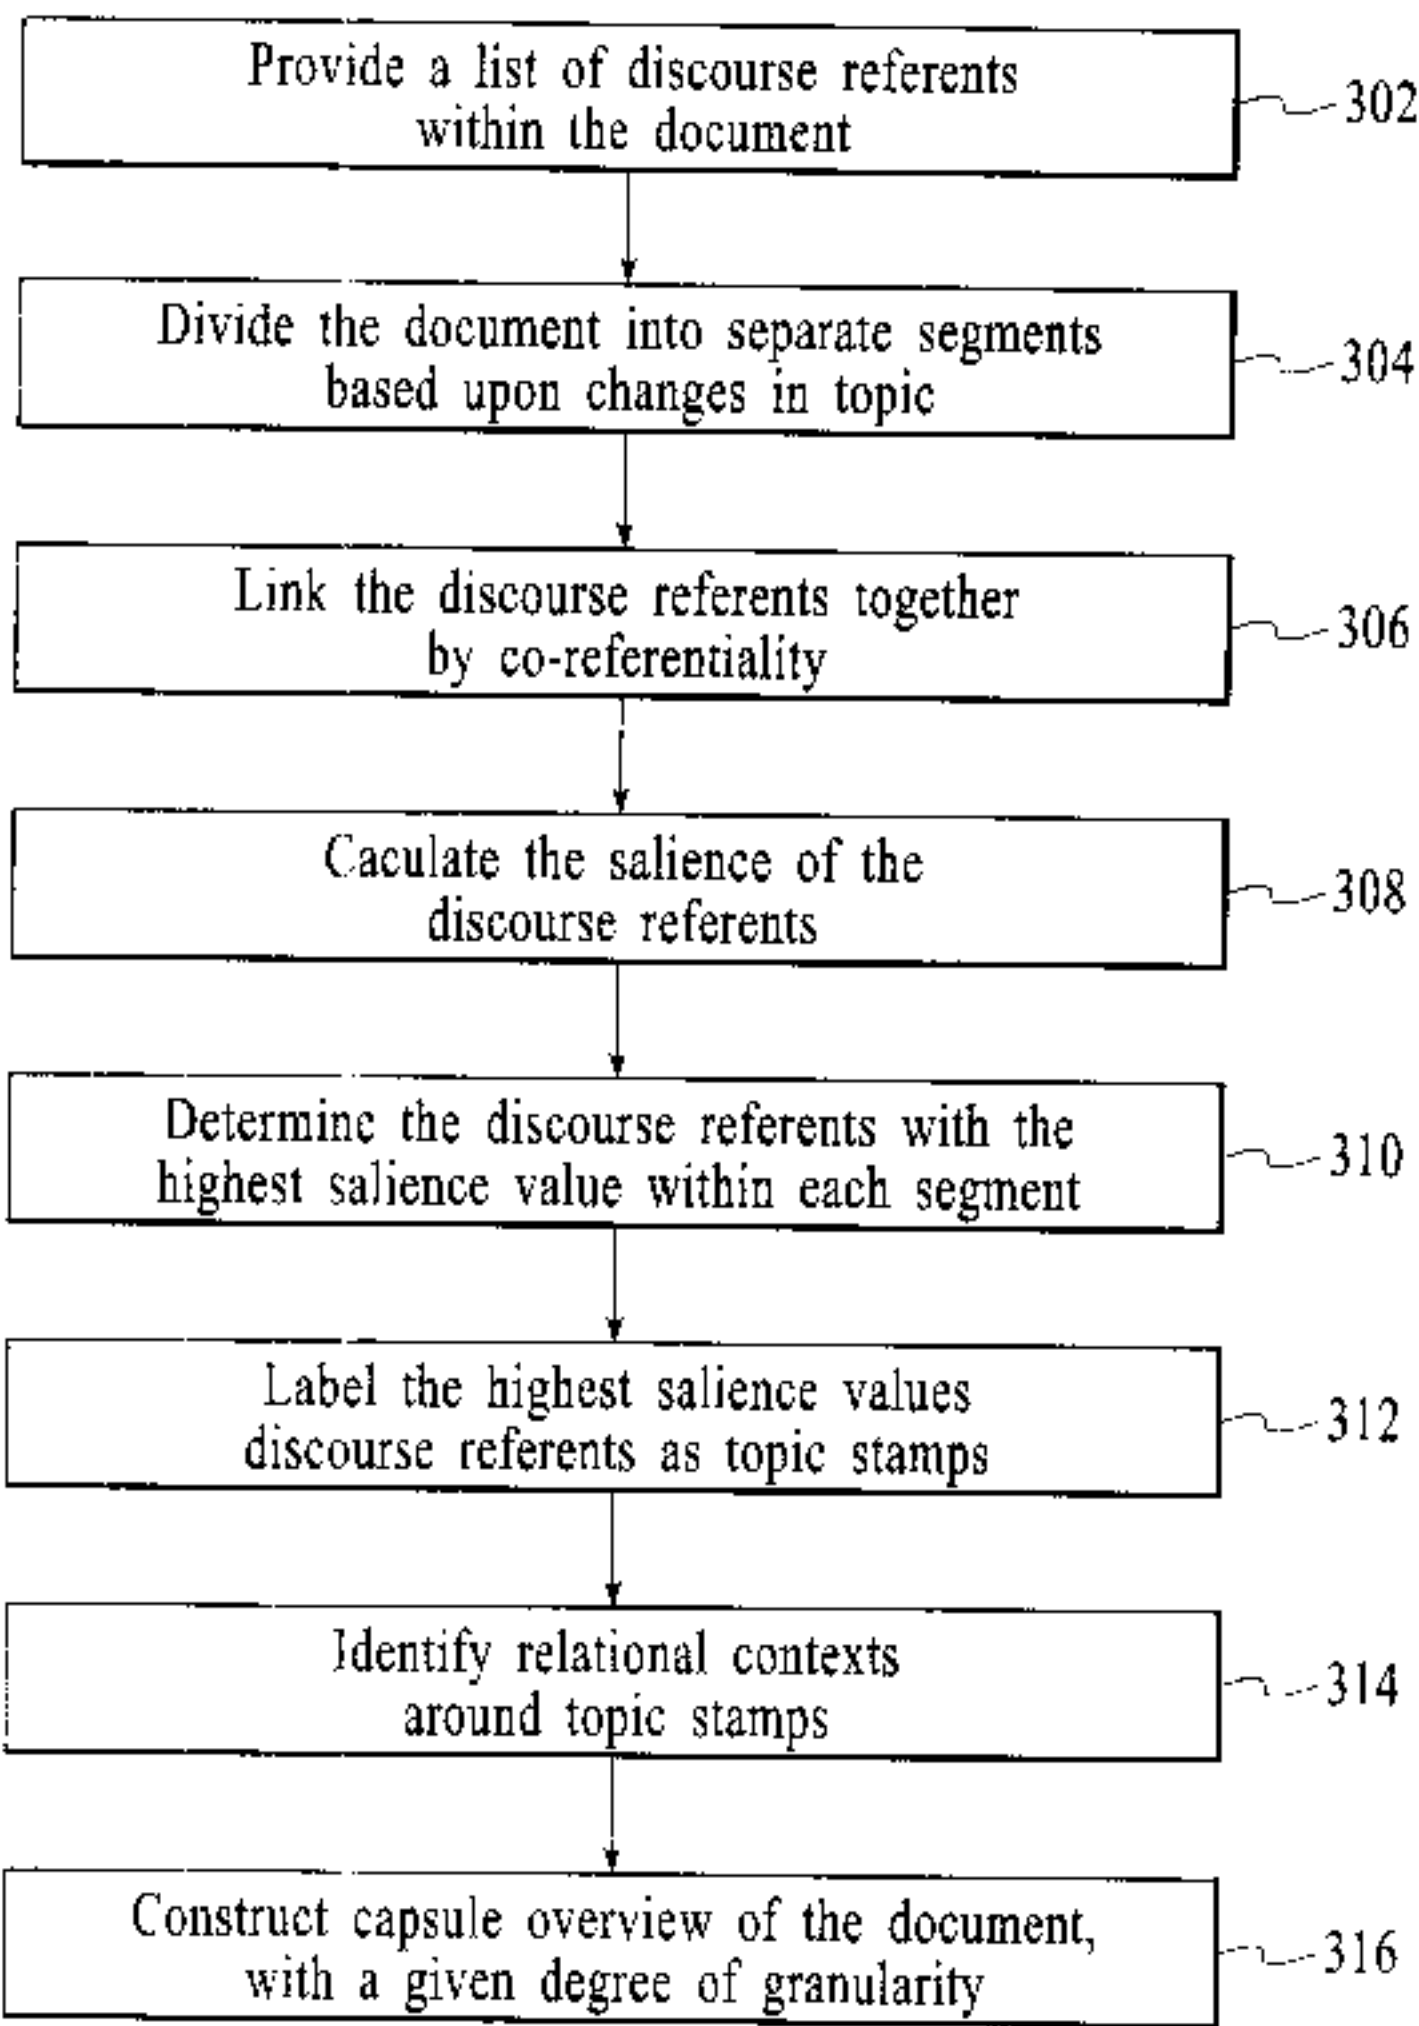 Provide a list of discourse referents
within the document
302
Divide the document into separate segments
based upon changes in topic
304
Link the discourse referents together
by co-referentiality
306
Caculate the salience of the
discourse referents
308
Determine the discourse referents with the
highest salience value within each segment
310
Label the highest salience values
discourse referents as topic stamps
312
Identify relational contexts
around topic stamps
314
Construct capsule overview of the document,
with a given degree of granularity
316